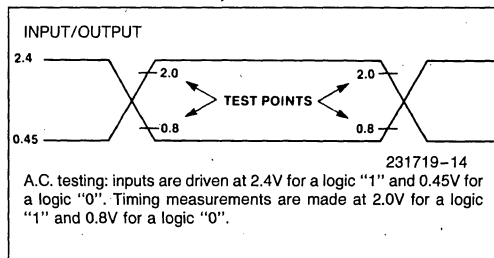 INPUT/OUTPUT
2.4
2.0
2.0
TEST POINTS
0.8
0.8
0.45
231719-14
A.C. testing: inputs are driven at 2.4V for a logic "1" and 0.45V for
a logic "0". Timing measurements are made at 2.0V for a logic
"1" and 0.8V for a logic "0".